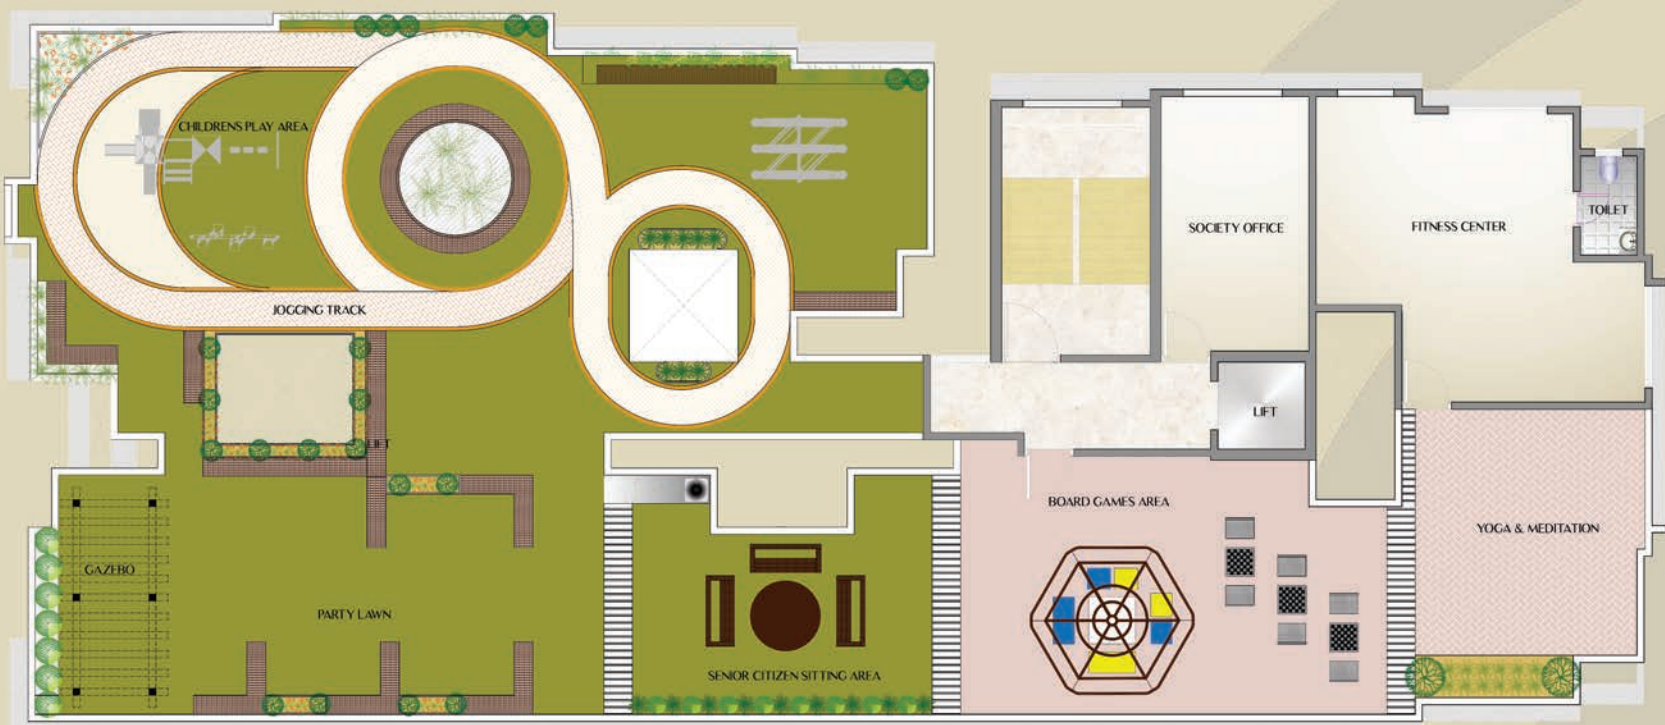 CHILDRENS PLAY AREA
JOGGING TRACK
SOCIETY OFFICE
FITNESS CENTER
TOILET
LIFT
LIFT
BOARD GAMES AREA
YOGA & MEDITATION
GAZEBO
PARTY LAWN
SENIOR CITIZEN SITTING AREA